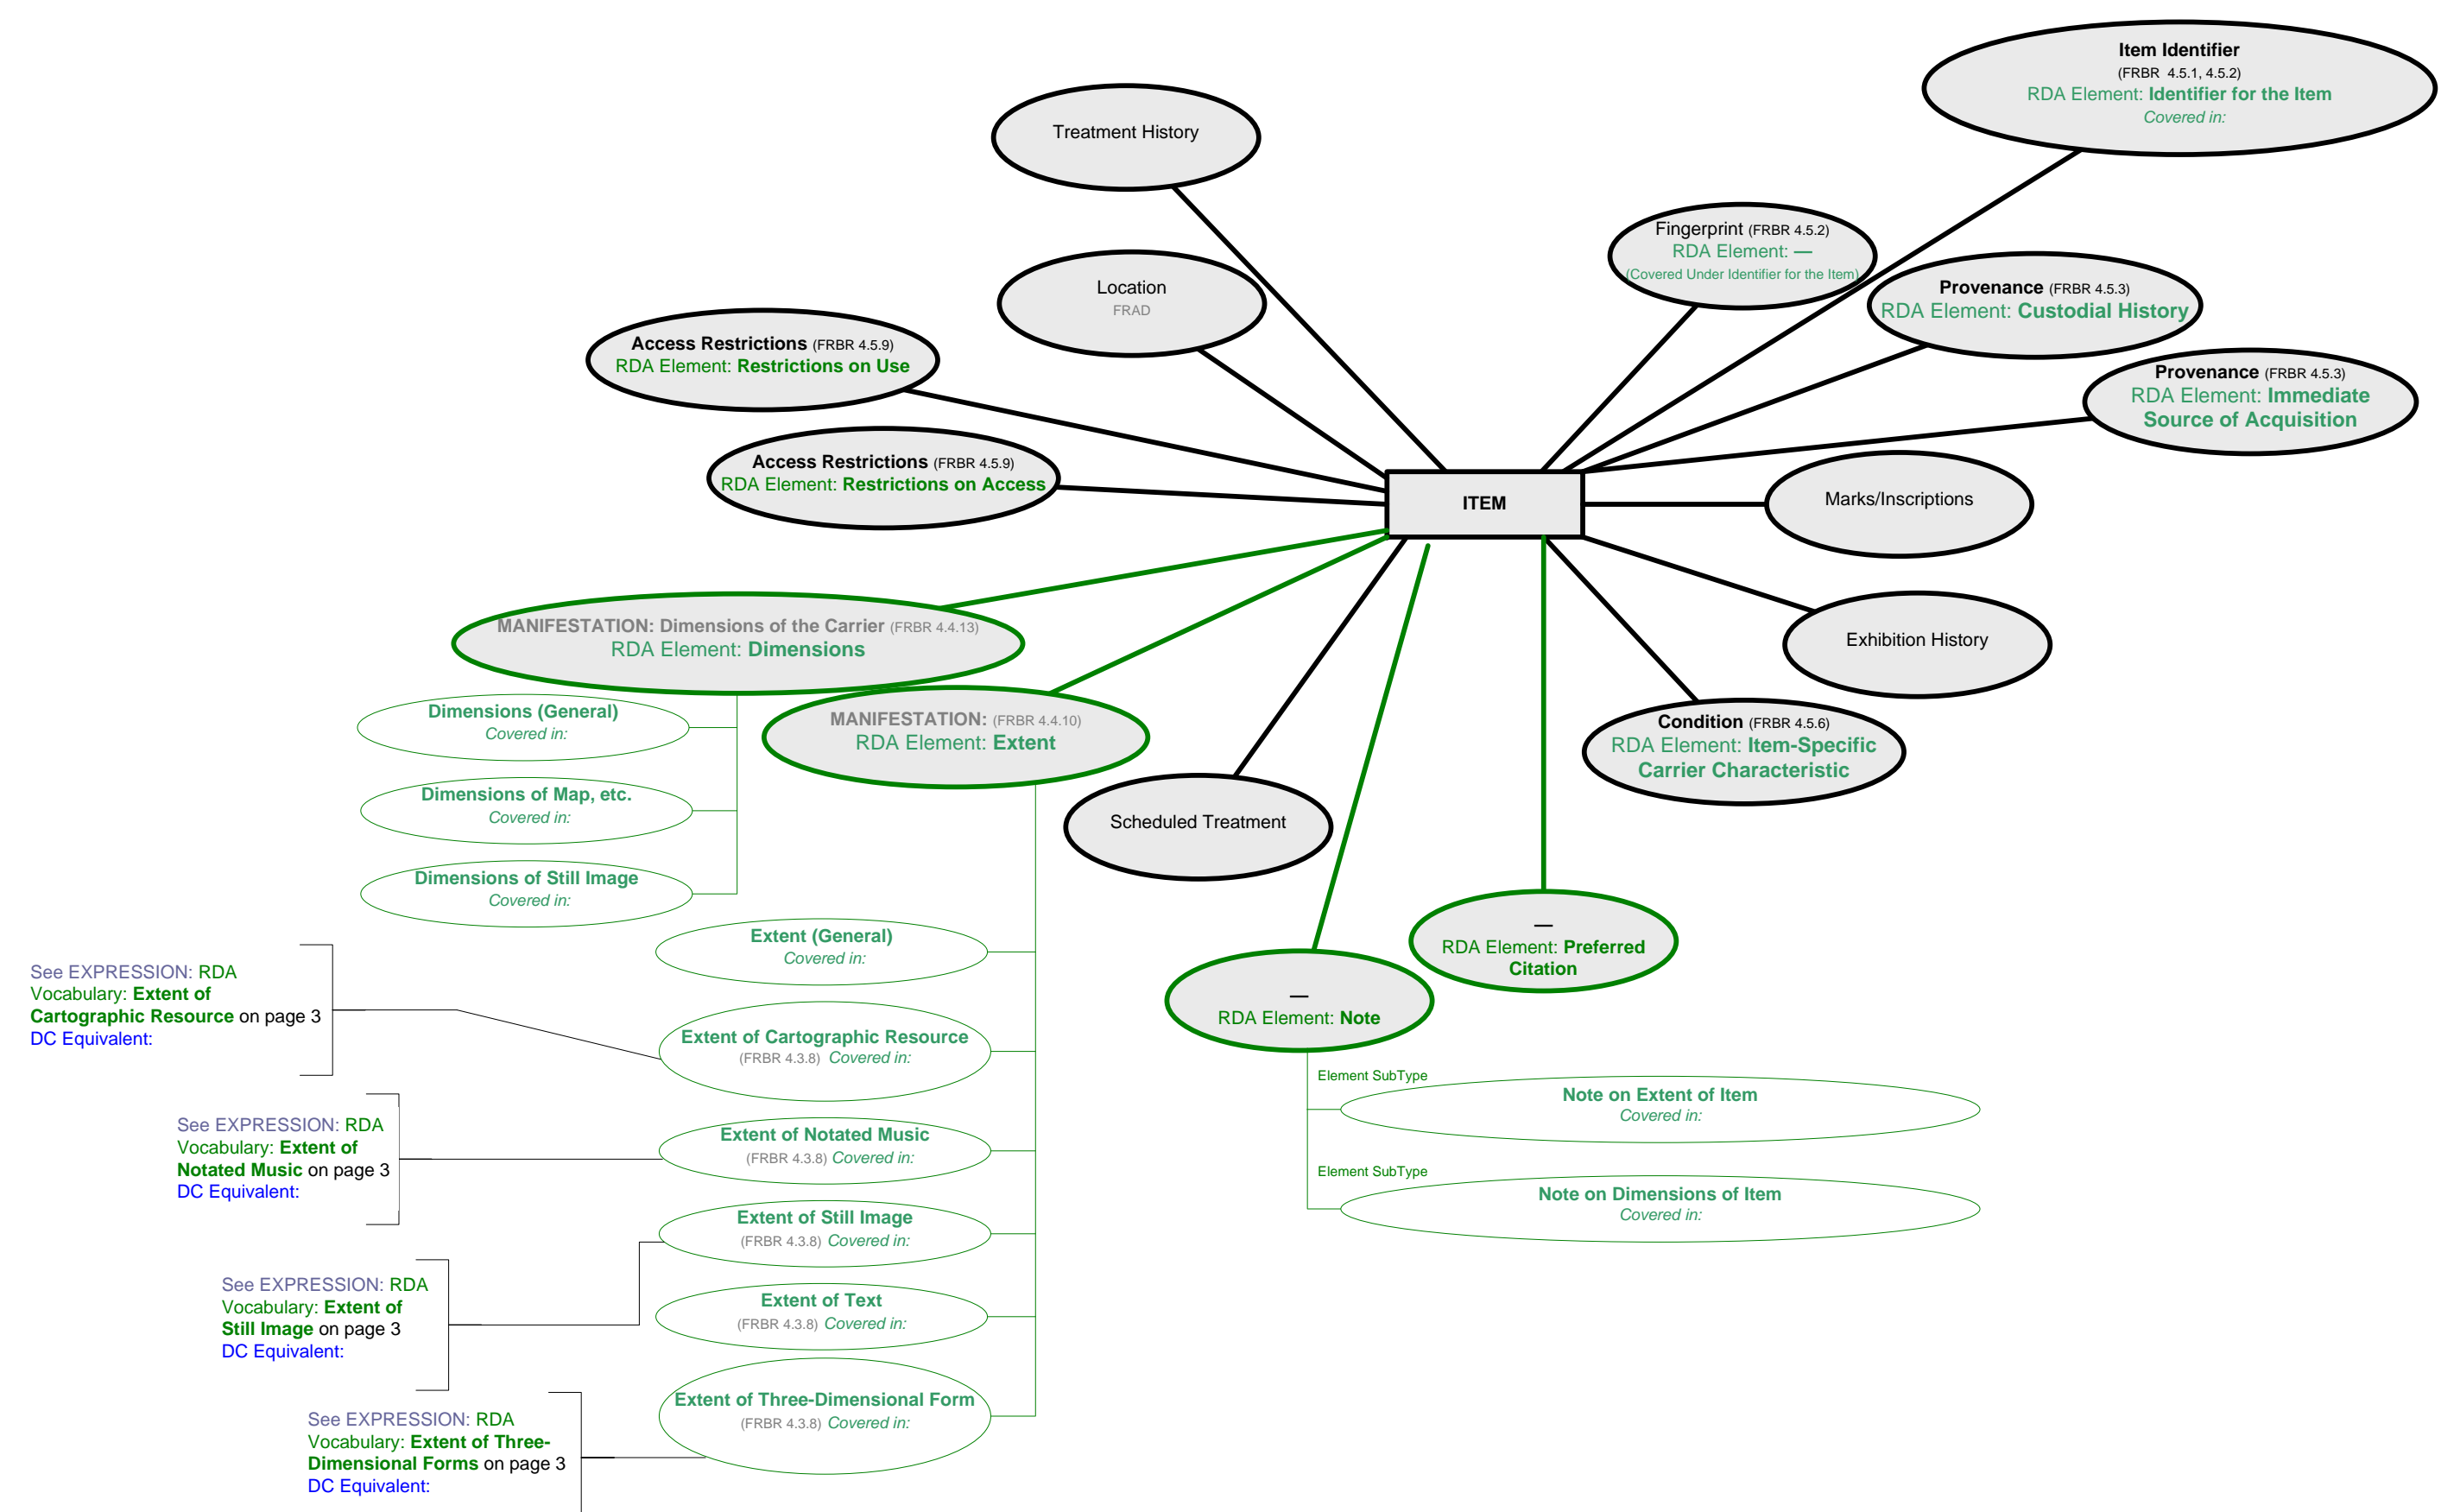 Item Identifier
(FRBR  4.5.1, 4.5.2)
RDA Element: Identifier for the Item
Covered in:
Treatment History
Fingerprint (FRBR 4.5.2)
RDA Element: —
(Covered Under Identifier for the Item)
Location
FRAD
Provenance (FRBR 4.5.3)
RDA Element: Custodial History
Access Restrictions (FRBR 4.5.9)
RDA Element: Restrictions on Use
Provenance (FRBR 4.5.3)
RDA Element: Immediate
Source of Acquisition
Access Restrictions (FRBR 4.5.9)
RDA Element: Restrictions on Access
ITEM
Marks/Inscriptions
MANIFESTATION: Dimensions of the Carrier (FRBR 4.4.13)
RDA Element: Dimensions
Exhibition History
Dimensions (General)
Covered in:
MANIFESTATION: (FRBR 4.4.10)
RDA Element: Extent
Condition (FRBR 4.5.6)
RDA Element: Item-Specific
Carrier Characteristic
Dimensions of Map, etc.
Covered in:
Scheduled Treatment
Dimensions of Still Image
Covered in:
Extent (General)
Covered in:
—
RDA Element: Preferred
Citation
—
RDA Element: Note
See EXPRESSION: RDA
Vocabulary: Extent of
Cartographic Resource on page 3
DC Equivalent:
Extent of Cartographic Resource
(FRBR 4.3.8) Covered in:
Element SubType
Note on Extent of Item
Covered in:
See EXPRESSION: RDA
Vocabulary: Extent of
Notated Music on page 3
DC Equivalent:
Extent of Notated Music
(FRBR 4.3.8) Covered in:
Element SubType
Note on Dimensions of Item
Covered in:
Extent of Still Image
(FRBR 4.3.8) Covered in:
See EXPRESSION: RDA
Vocabulary: Extent of
Still Image on page 3
DC Equivalent:
Extent of Text
(FRBR 4.3.8) Covered in:
Extent of Three-Dimensional Form
(FRBR 4.3.8) Covered in:
See EXPRESSION: RDA
Vocabulary: Extent of Three-
Dimensional Forms on page 3
DC Equivalent: